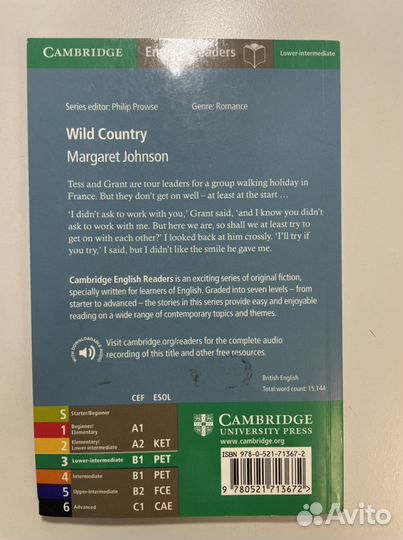 CAMBRIDGE English Readers Lower-intermediate
Series editor: Philip Prowse Genre: Romance
Wild Country
Margaret Johnson
Tess and Grant are tour leaders for a group walking holiday in
France. But they don't get on well – at least at the start …
'I didn't ask to work with you,' Grant said, 'and I know you didn't
ask to work with me. But here we are, so shall we at least try to
get on with each other?' I looked back at him crossly. 'I'll try if
you try,' I said, but I didn't like the smile he gave me.
Cambridge English Readers is an exciting series of original fiction,
specially written for learners of English. Graded into seven levels – from
starter to advanced – the stories in this series provide easy and enjoyable
reading on a wide range of contemporary topics and themes.
WITH DOWNLOADABLE AUDIO
Visit cambridge.org/readers for the complete audio
recording of this title and other free resources.
British English
Total word count: 15,144
CEF ESOL
S Starter/Beginner
1 Beginner/Elementary A1
2 Elementary/Lower-intermediate A2 KET
3 Lower-intermediate B1 PET
4 Intermediate B1 PET
5 Upper-intermediate B2 FCE
6 Advanced C1 CAE
CAMBRIDGE
UNIVERSITY PRESS
www.cambridge.org
ISBN 978-0-521-71367-2
9 780521 713672
Avito